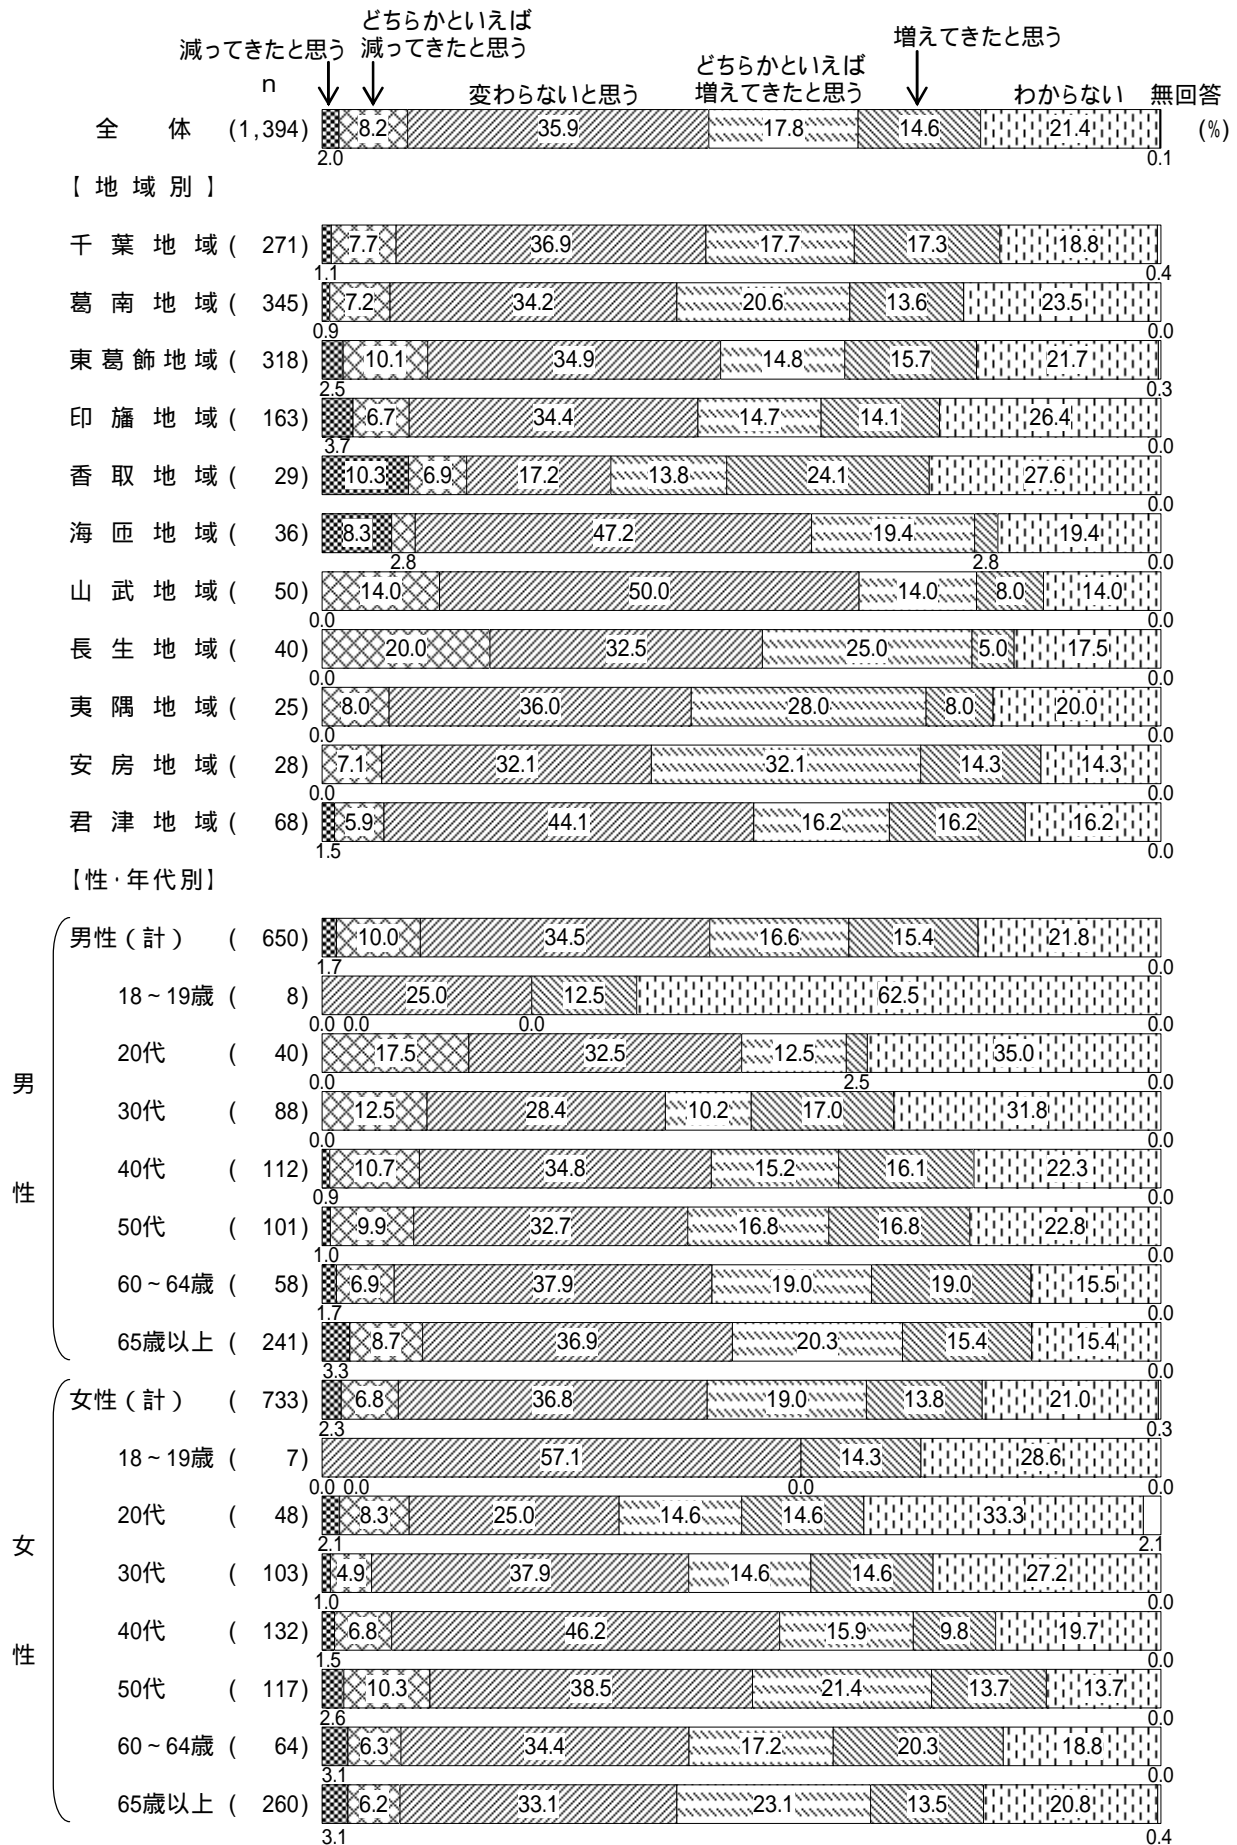 どちらかといえば
減ってきたと思う 減ってきたと思う 増えてきたと思う
どちらかといえば
n 変わらないと思う 増えてきたと思う わからない 無回答
全体 (1,394) 8.2 35.9 17.8 14.6 21.4 (%)
2.0 0.1
【地域別】
千葉地域 ( 271) 7.7 36.9 17.7 17.3 18.8
1.1 0.4
葛南地域 ( 345) 7.2 34.2 20.6 13.6 23.5
0.9 0.0
東葛飾地域 ( 318) 10.1 34.9 14.8 15.7 21.7
2.5 0.3
印旛地域 ( 163) 6.7 34.4 14.7 14.1 26.4
3.7 0.0
香取地域 ( 29) 10.3 6.9 17.2 13.8 24.1 27.6
0.0
海匝地域 ( 36) 8.3 47.2 19.4 19.4
2.8 2.8 0.0
山武地域 ( 50) 14.0 50.0 14.0 8.0 14.0
0.0 0.0
長生地域 ( 40) 20.0 32.5 25.0 5.0 17.5
0.0 0.0
夷隅地域 ( 25) 8.0 36.0 28.0 8.0 20.0
0.0 0.0
安房地域 ( 28) 7.1 32.1 32.1 14.3 14.3
0.0 0.0
君津地域 ( 68) 5.9 44.1 16.2 16.2 16.2
1.5 0.0
【性・年代別】
男性(計) ( 650) 10.0 34.5 16.6 15.4 21.8
1.7 0.0
18~19歳 ( 8) 25.0 12.5 62.5
0.0 0.0 0.0 0.0
20代 ( 40) 17.5 32.5 12.5 35.0
0.0 2.5 0.0
30代 ( 88) 12.5 28.4 10.2 17.0 31.8
0.0 0.0
40代 ( 112) 10.7 34.8 15.2 16.1 22.3
0.9 0.0
50代 ( 101) 9.9 32.7 16.8 16.8 22.8
1.0 0.0
60~64歳 ( 58) 6.9 37.9 19.0 19.0 15.5
1.7 0.0
65歳以上 ( 241) 8.7 36.9 20.3 15.4 15.4
3.3 0.0
男性
女性(計) ( 733) 6.8 36.8 19.0 13.8 21.0
2.3 0.3
18~19歳 ( 7) 57.1 14.3 28.6
0.0 0.0 0.0 0.0
20代 ( 48) 8.3 25.0 14.6 14.6 33.3
2.1 2.1
30代 ( 103) 4.9 37.9 14.6 14.6 27.2
1.0 0.0
40代 ( 132) 6.8 46.2 15.9 9.8 19.7
1.5 0.0
50代 ( 117) 10.3 38.5 21.4 13.7 13.7
2.6 0.0
60~64歳 ( 64) 6.3 34.4 17.2 20.3 18.8
3.1 0.0
65歳以上 ( 260) 6.2 33.1 23.1 13.5 20.8
3.1 0.4
女性